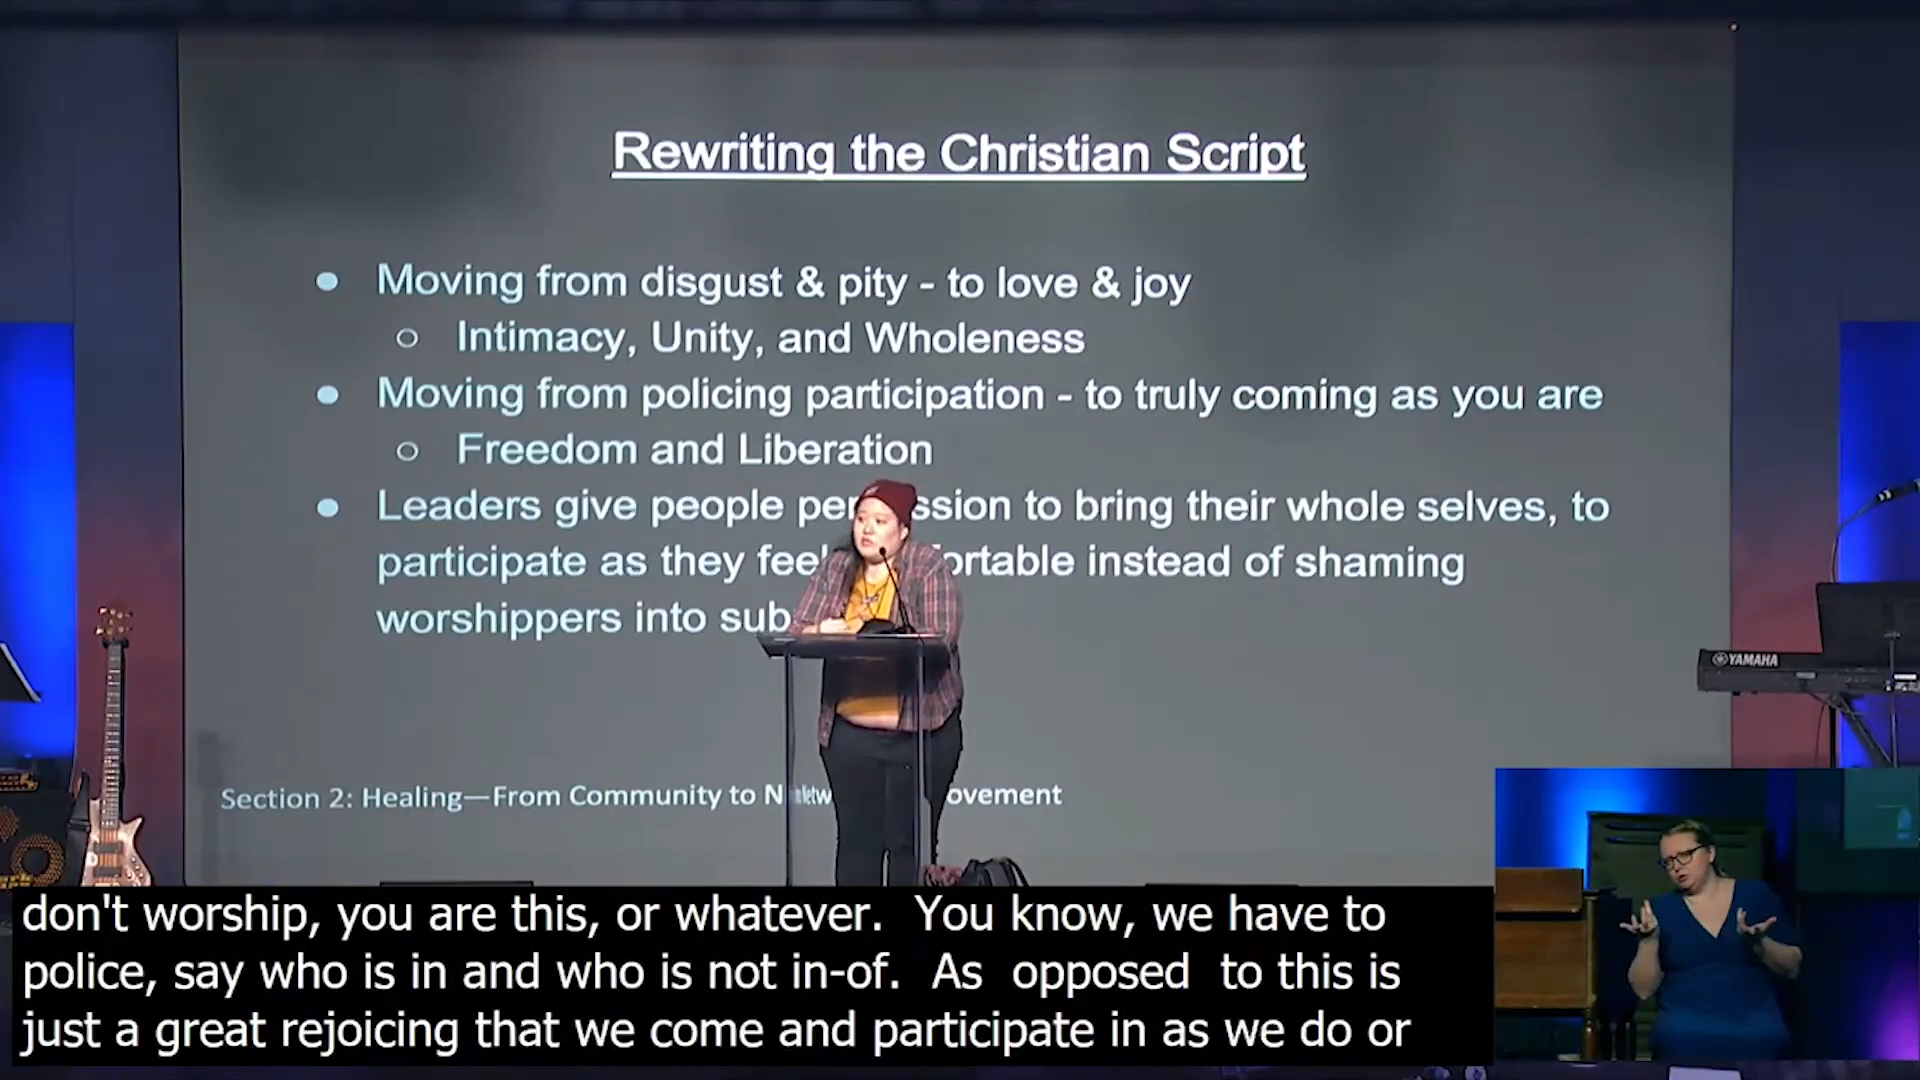 Rewriting the Christian Script
● Moving from disgust & pity - to love & joy
○ Intimacy, Unity, and Wholeness
● Moving from policing participation - to truly coming as you are
○ Freedom and Liberation
● Leaders give people per ssion to bring their whole selves, to
participate as they feel ortable instead of shaming
worshippers into sub
YAMAHA
Section 2: Healing—From Community to N ovement
don't worship, you are this, or whatever. You know, we have to
police, say who is in and who is not in-of. As opposed to this is
just a great rejoicing that we come and participate in as we do or